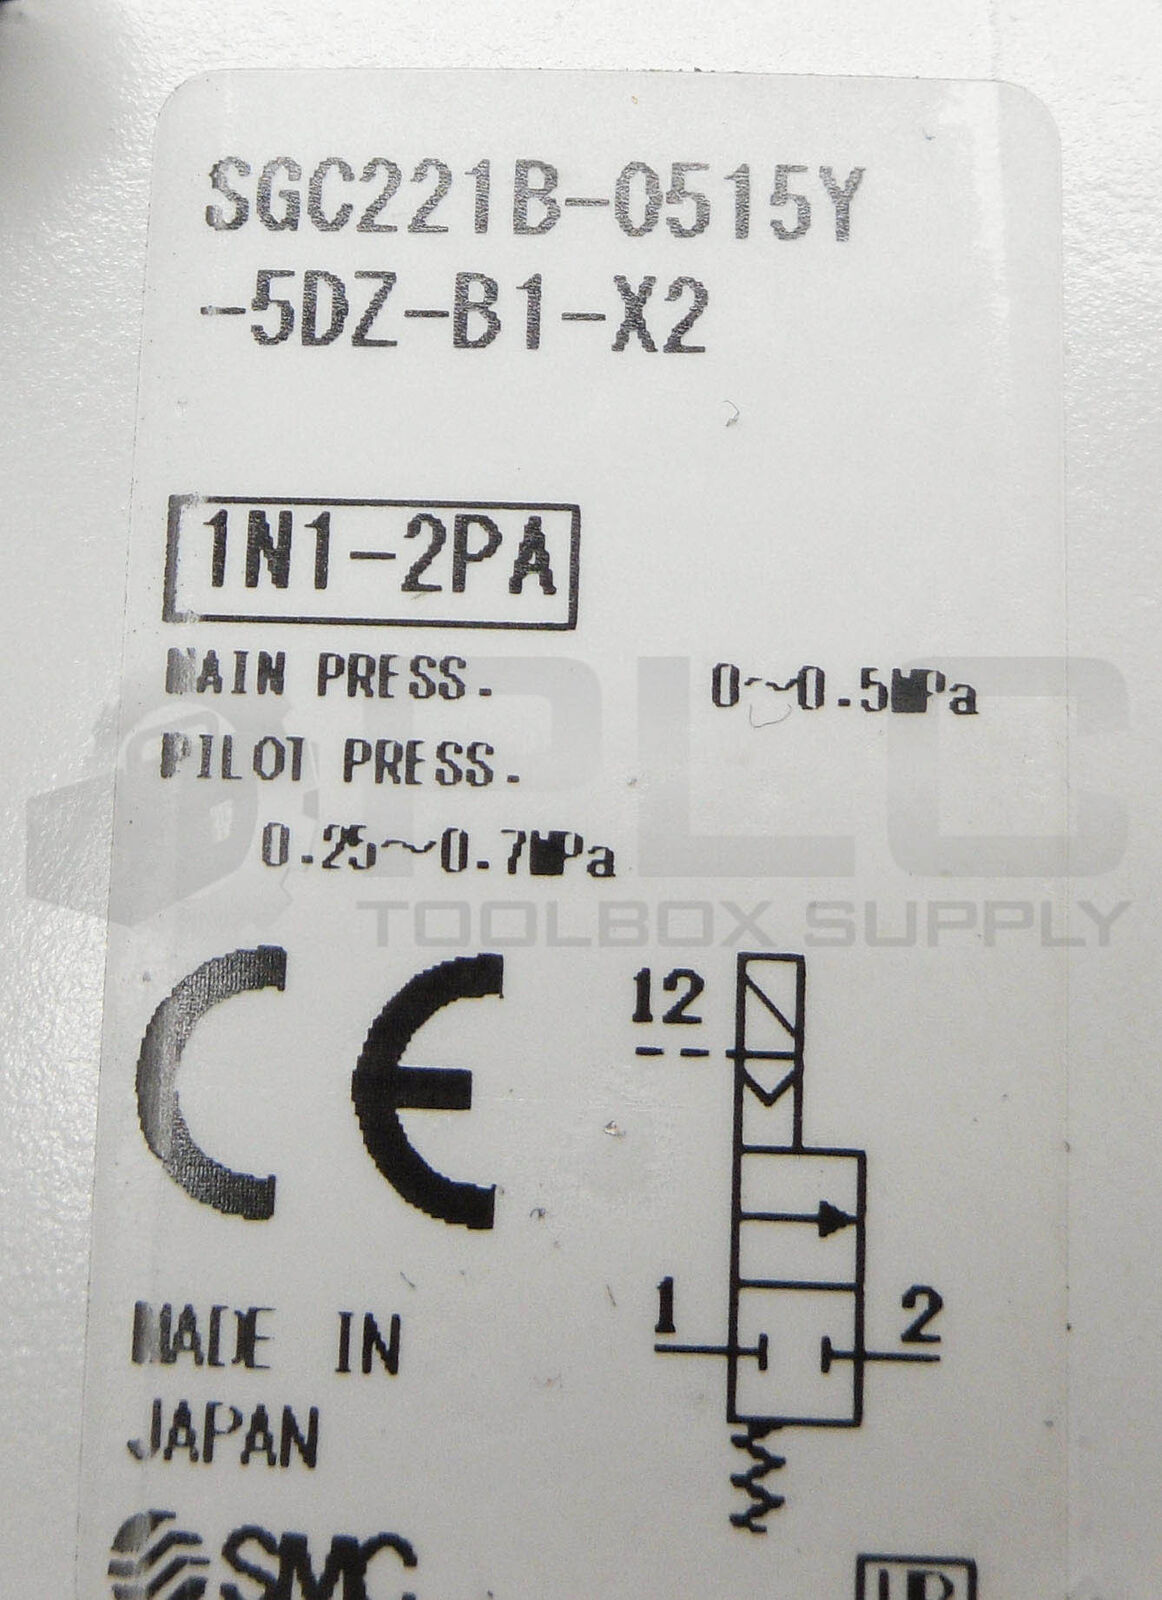 SGC221B-0515Y
-5DZ-B1-X2
1N1-2PA
MAIN PRESS. 0~0.5MPa
PILOT PRESS.
0.25~0.7MPa
PLC
TOOLBOX SUPPLY
CE
12
1
2
MADE IN
JAPAN
SMC